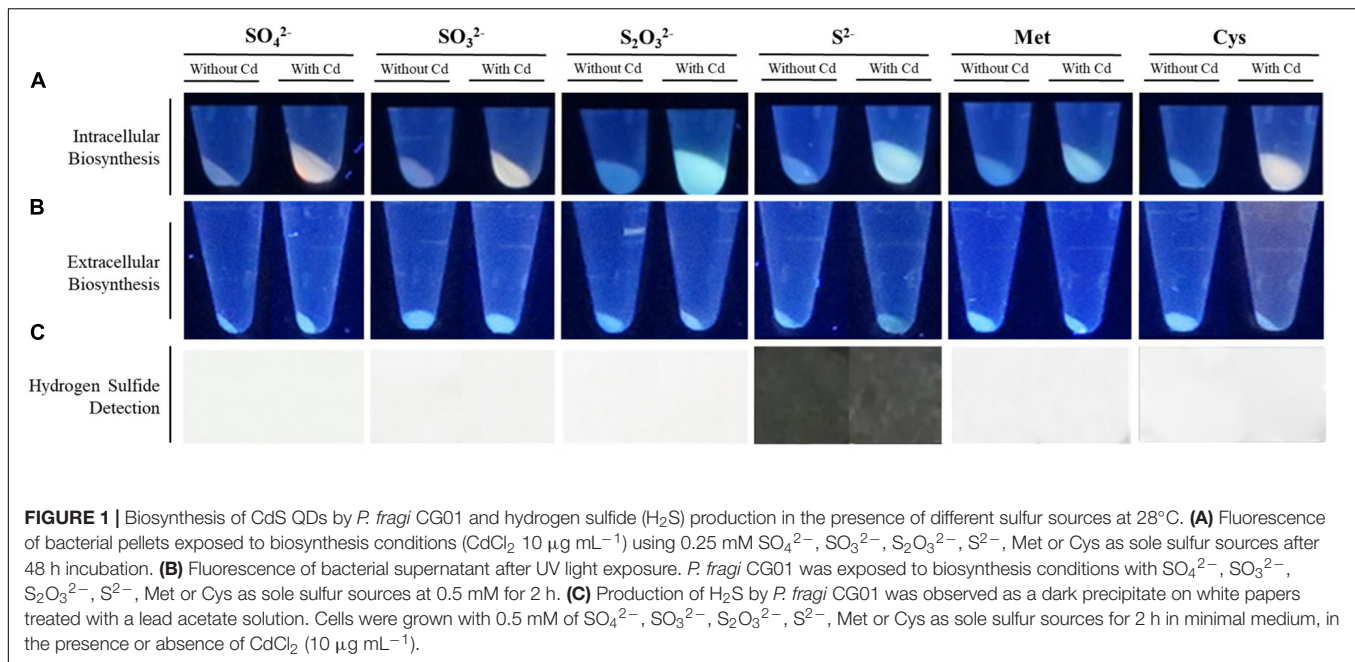 SO₄²⁻ SO₃²⁻ S₂O₃²⁻ S²⁻ Met Cys
Without Cd With Cd Without Cd With Cd Without Cd With Cd Without Cd With Cd Without Cd With Cd Without Cd With Cd
A
Intracellular
Biosynthesis
B
Extracellular
Biosynthesis
C
Hydrogen Sulfide
Detection
FIGURE 1 | Biosynthesis of CdS QDs by P. fragi CG01 and hydrogen sulfide (H₂S) production in the presence of different sulfur sources at 28°C. (A) Fluorescence
of bacterial pellets exposed to biosynthesis conditions (CdCl₂ 10 μg mL⁻¹) using 0.25 mM SO₄²⁻, SO₃²⁻, S₂O₃²⁻, S²⁻, Met or Cys as sole sulfur sources after
48 h incubation. (B) Fluorescence of bacterial supernatant after UV light exposure. P. fragi CG01 was exposed to biosynthesis conditions with SO₄²⁻, SO₃²⁻,
S₂O₃²⁻, S²⁻, Met or Cys as sole sulfur sources at 0.5 mM for 2 h. (C) Production of H₂S by P. fragi CG01 was observed as a dark precipitate on white papers
treated with a lead acetate solution. Cells were grown with 0.5 mM of SO₄²⁻, SO₃²⁻, S₂O₃²⁻, S²⁻, Met or Cys as sole sulfur sources for 2 h in minimal medium, in
the presence or absence of CdCl₂ (10 μg mL⁻¹).